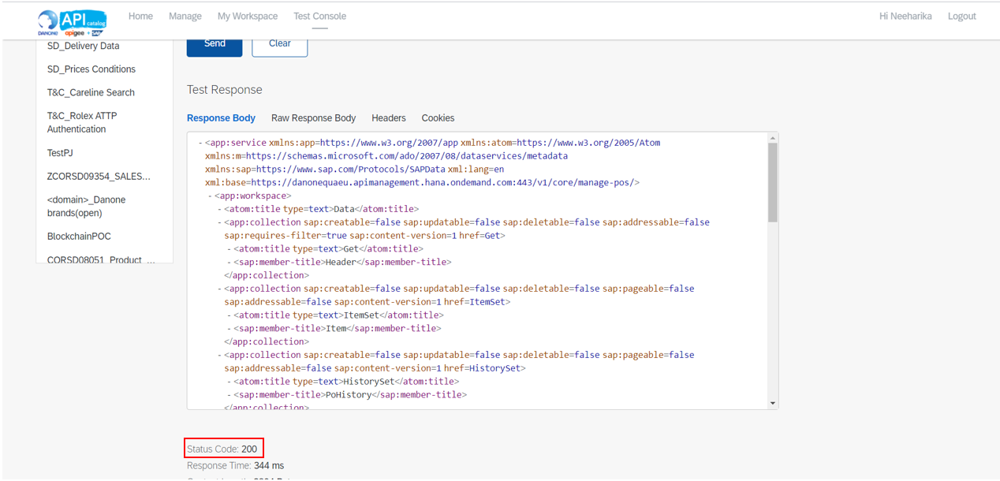 API catalog
DANONE apigee + SAP
Home Manage My Workspace Test Console Hi Neeharika Logout
SD_Delivery Data
SD_Prices Conditions
T&C_Careline Search
T&C_Rolex ATTP
Authentication
TestPJ
ZCORSD09354_SALES...
<domain>_Danone
brands(open)
BlockchainPOC
CORSD08051_Product_...
Send Clear
Test Response
Response Body Raw Response Body Headers Cookies
- <app:service xmlns:app=https://www.w3.org/2007/app xmlns:atom=https://www.w3.org/2005/Atom
xmlns:m=https://schemas.microsoft.com/ado/2007/08/dataservices/metadata
xmlns:sap=https://www.sap.com/Protocols/SAPData xml:lang=en
xml:base=https://danonequaeu.apimanagement.hana.ondemand.com:443/v1/core/manage-pos/>
- <app:workspace>
- <atom:title type=text>Data</atom:title>
- <app:collection sap:creatable=false sap:updatable=false sap:deletable=false sap:addressable=false
sap:requires-filter=true sap:content-version=1 href=Get>
- <atom:title type=text>Get</atom:title>
- <sap:member-title>Header</sap:member-title>
</app:collection>
- <app:collection sap:creatable=false sap:updatable=false sap:deletable=false sap:pageable=false
sap:addressable=false sap:content-version=1 href=ItemSet>
- <atom:title type=text>ItemSet</atom:title>
- <sap:member-title>Item</sap:member-title>
</app:collection>
- <app:collection sap:creatable=false sap:updatable=false sap:deletable=false sap:pageable=false
sap:addressable=false sap:content-version=1 href=HistorySet>
- <atom:title type=text>HistorySet</atom:title>
- <sap:member-title>PoHistory</sap:member-title>
</app:collection>
Status Code: 200
Response Time: 344 ms